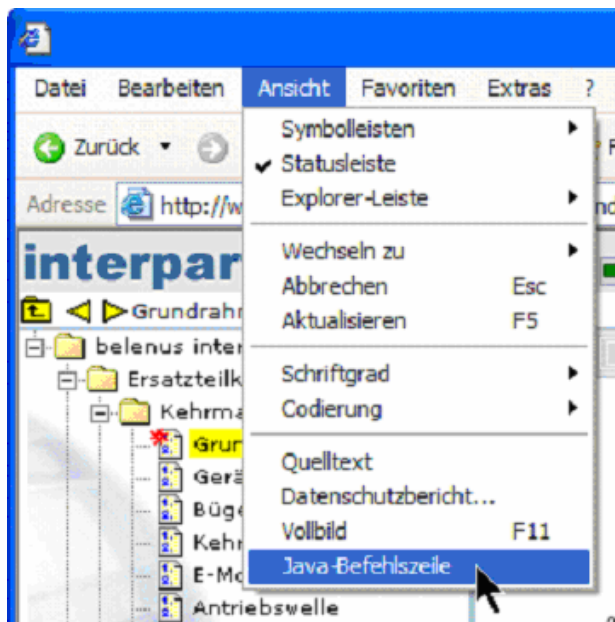 Datei Bearbeiten Ansicht Favoriten Extras ?
Zurück
Symbolleisten
Statusleiste
Explorer-Leiste
Adresse http://w
Wechseln zu
Abbrechen Esc
Aktualisieren F5
Schriftgrad
Codierung
Quelltext
Datenschutzbericht...
Vollbild F11
Java-Befehlszeile
interpar
Grundrahr
belenus inter
Ersatzteilk
Kehrma
Grun
Gerä
Büge
Kehr
E-Mo
Antriebswelle